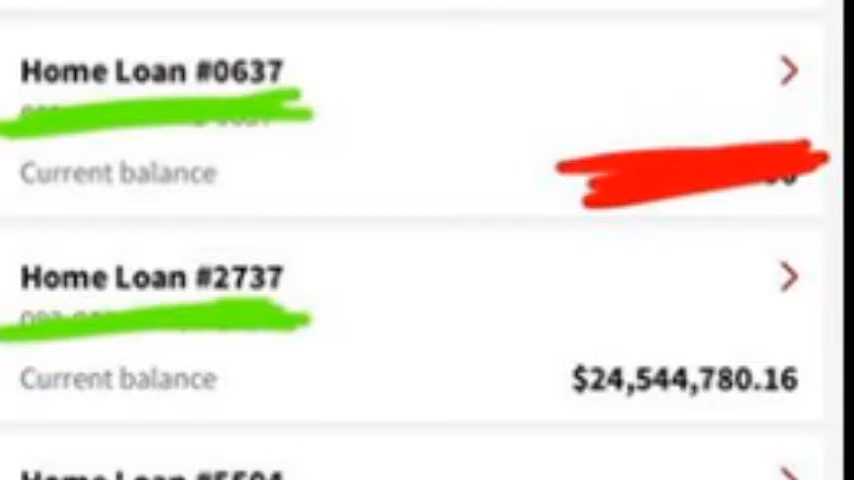 Home Loan #0637
Current balance
Home Loan #2737
Current balance
$24,544,780.16